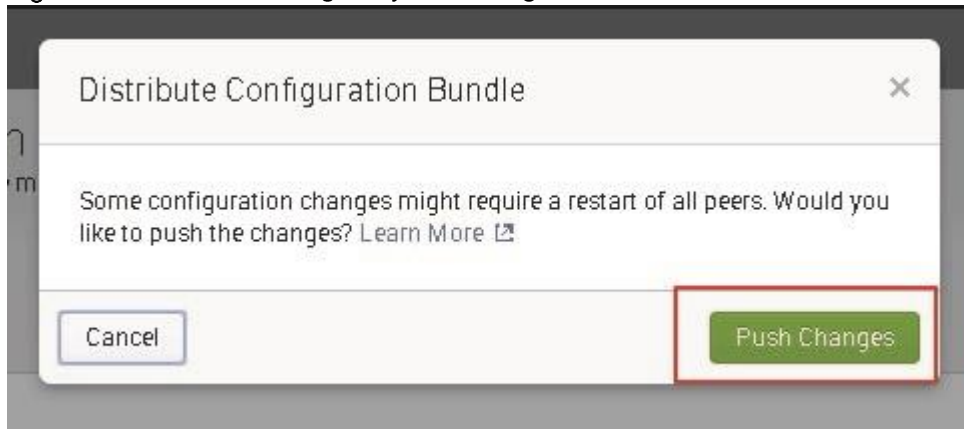 Distribute Configuration Bundle
Some configuration changes might require a restart of all peers. Would you
like to push the changes? Learn More
Cancel
Push Changes